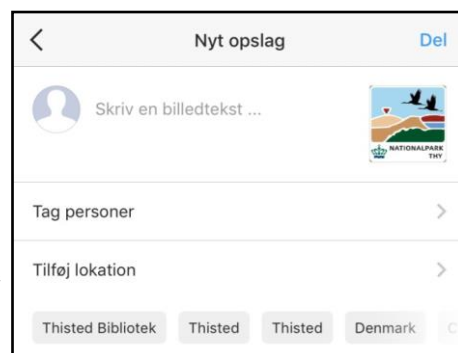 Nyt opslag
Del
Skriv en billedtekst ...
NATIONALPARK
THY
Tag personer
Tilføj lokation
Thisted Bibliotek
Thisted
Thisted
Denmark